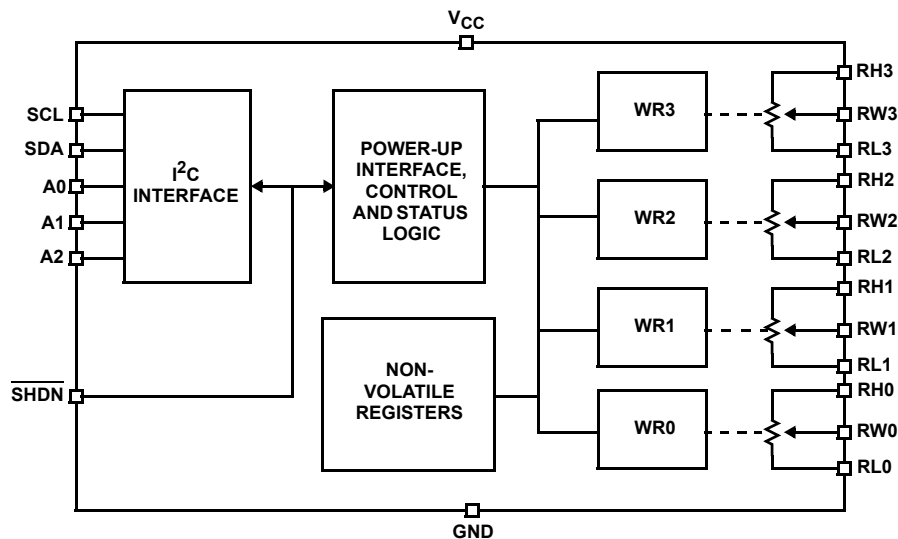 VCC
SCL
SDA
A0
A1
A2
SHDN
I2C
INTERFACE
POWER-UP
INTERFACE,
CONTROL
AND STATUS
LOGIC
NON-
VOLATILE
REGISTERS
WR3
WR2
WR1
WR0
RH3
RW3
RL3
RH2
RW2
RL2
RH1
RW1
RL1
RH0
RW0
RL0
GND